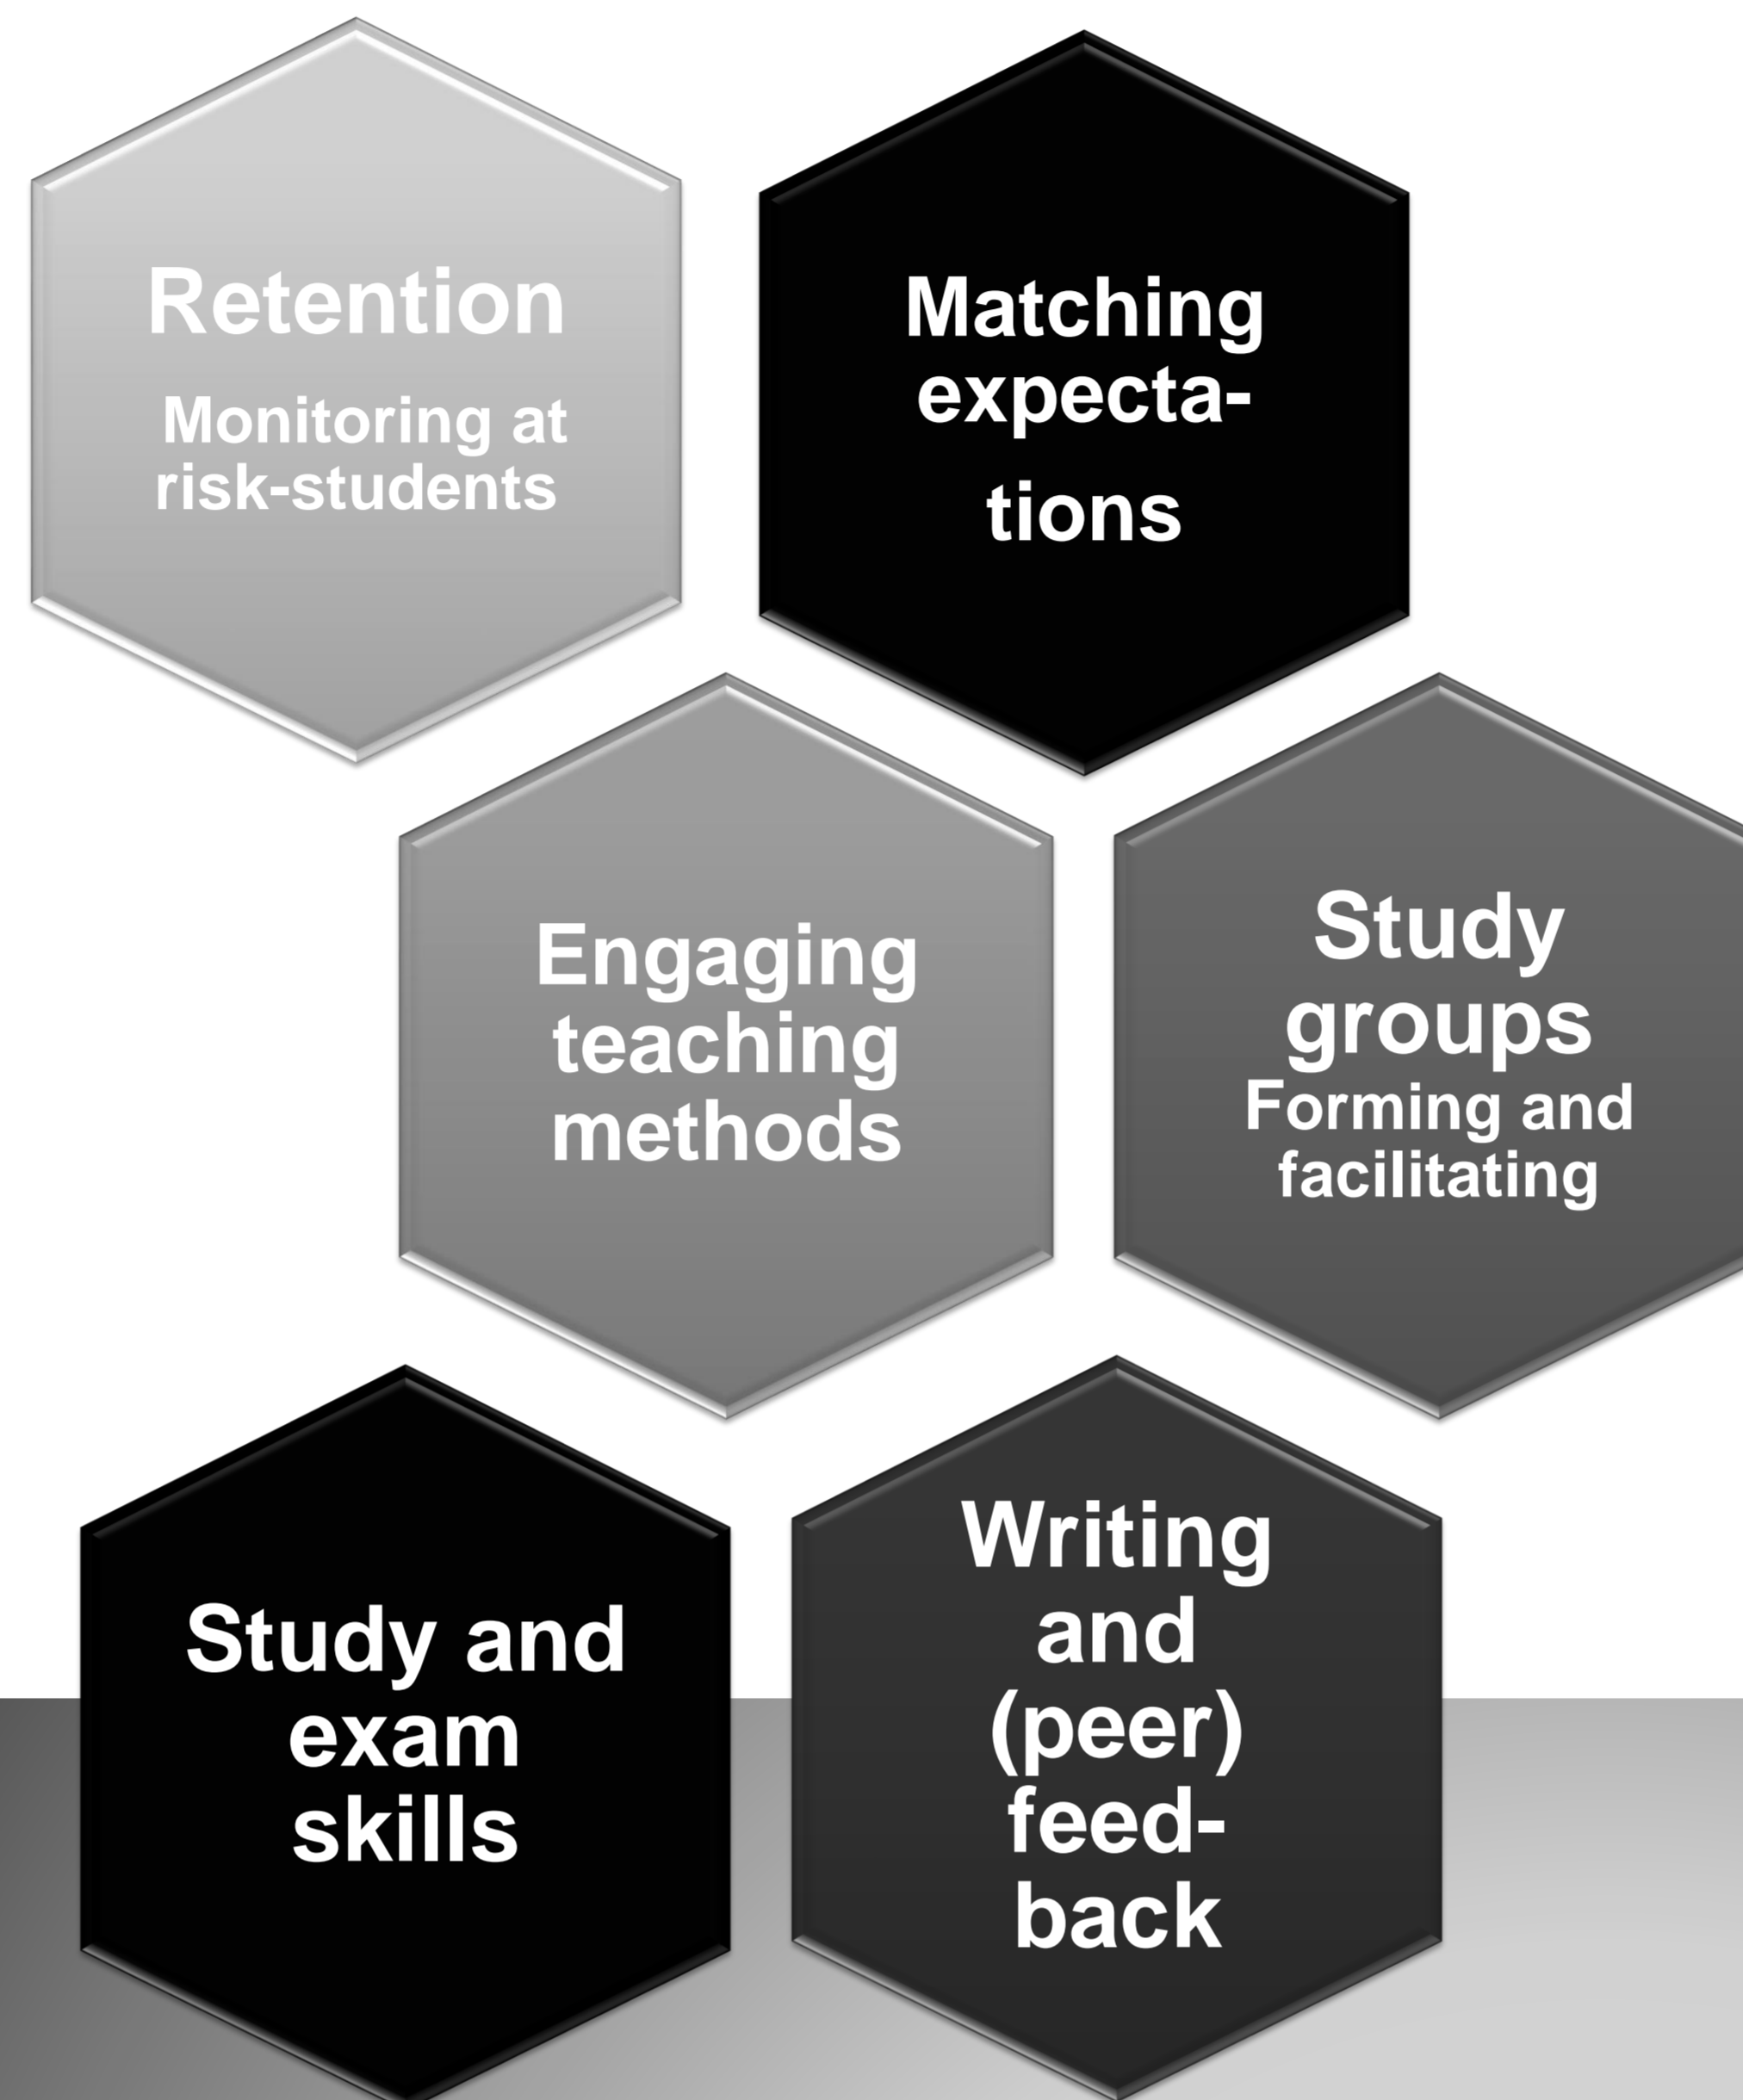 Retention
Monitoring at
risk-students
Matching
expecta-
tions
Engaging
teaching
methods
Study
groups
Forming and
facilitating
Study and
exam
skills
Writing
and
(peer)
feed-
back